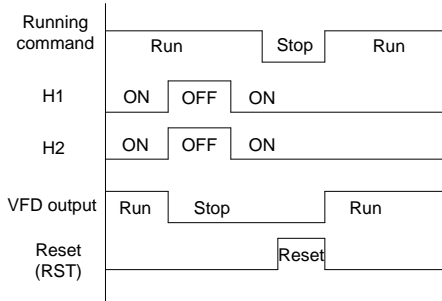 Running
command
Run Stop Run
H1
ON OFF ON
H2
ON OFF ON
VFD output
Run Stop Run
Reset
(RST)
Reset